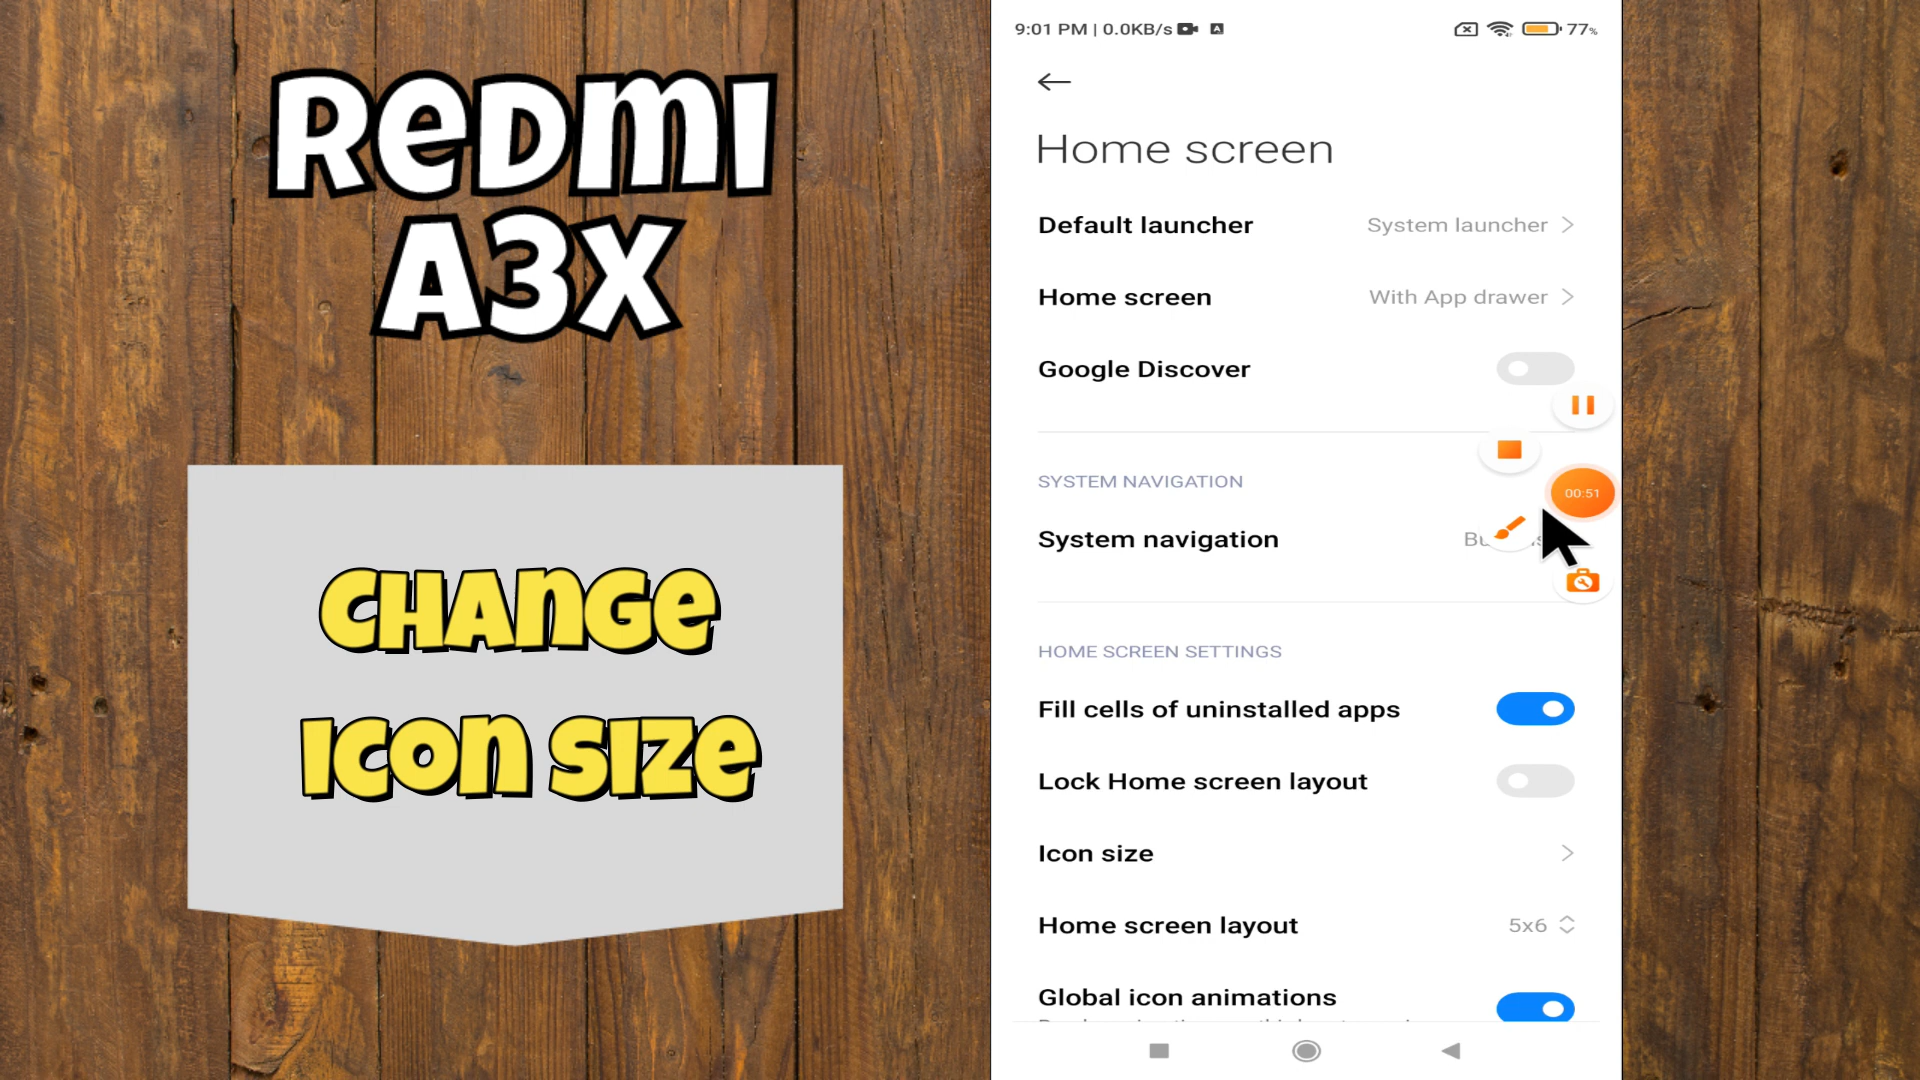 Redmi
A3X
Change
Icon Size
9:01 PM | 0.0KB/s A 77%
Home screen
Default launcher System launcher
Home screen With App drawer
Google Discover
SYSTEM NAVIGATION
00:51
System navigation
HOME SCREEN SETTINGS
Fill cells of uninstalled apps
Lock Home screen layout
Icon size
Home screen layout 5x6
Global icon animations